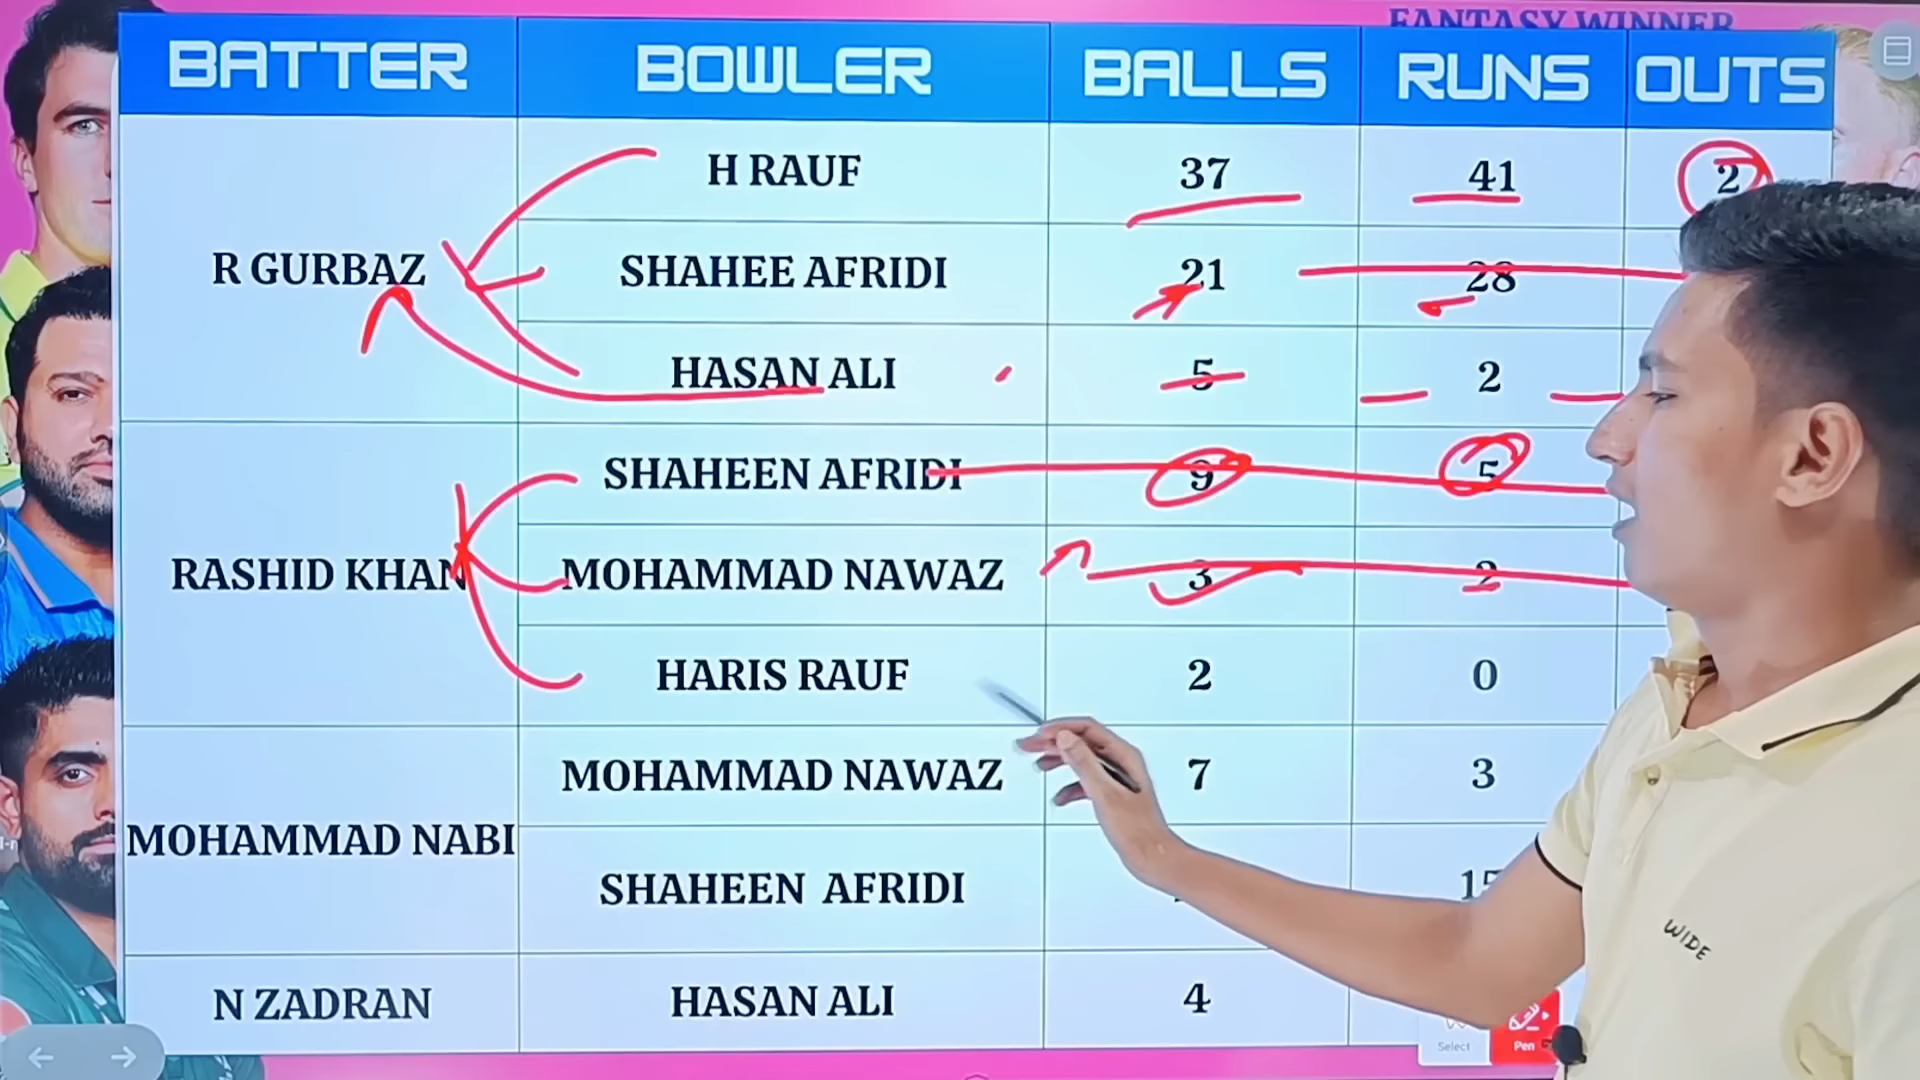 FANTASY WINNER
BATTER BOWLER BALLS RUNS OUTS
H RAUF 37 41 2
R GURBAZ SHAHEE AFRIDI 21 28
HASAN ALI 5 2
SHAHEEN AFRIDI 9 5
RASHID KHAN MOHAMMAD NAWAZ 3 2
HARIS RAUF 2 0
MOHAMMAD NAWAZ 7 3
MOHAMMAD NABI
SHAHEEN AFRIDI
N ZADRAN HASAN ALI 4
WIDE
Select Pen